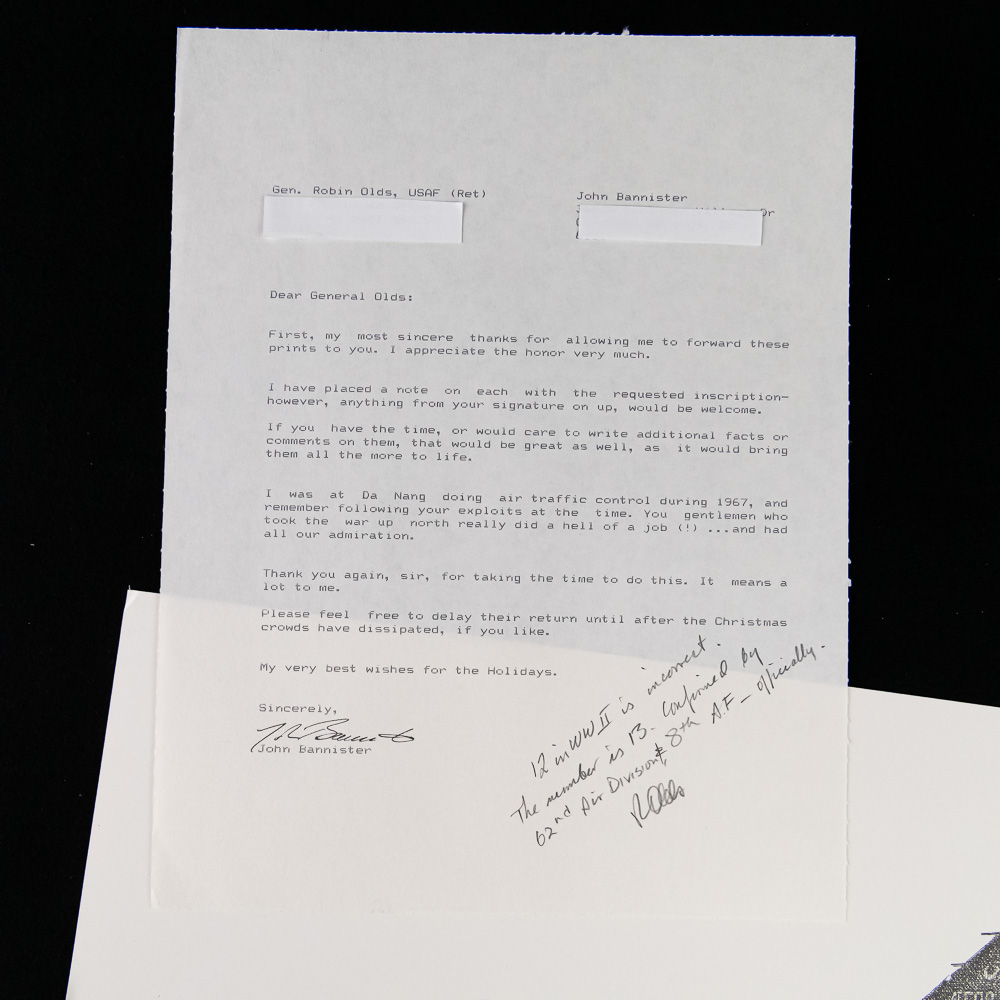 Gen. Robin Olds, USAF (Ret)
John Bannister
Dr
Dear General Olds:
First, my most sincere thanks for allowing me to forward these
prints to you. I appreciate the honor very much.
I have placed a note on each with the requested inscription-
however, anything from your signature on up, would be welcome.
If you have the time, or would care to write additional facts or
comments on them, that would be great as well, as it would bring
them all the more to life.
I was at Da Nang doing air traffic control during 1967, and
remember following your exploits at the time. You gentlemen who
took the war up north really did a hell of a job (!) ...and had
all our admiration.
Thank you again, sir, for taking the time to do this. It means a
lot to me.
Please feel free to delay their return until after the Christmas
crowds have dissipated, if you like.
My very best wishes for the Holidays.
Sincerely,
John Bannister
12 in WW II is incorrect.
The number is 13. Confirmed by
62nd Air Division & 8th A.F - officially.
R Olds